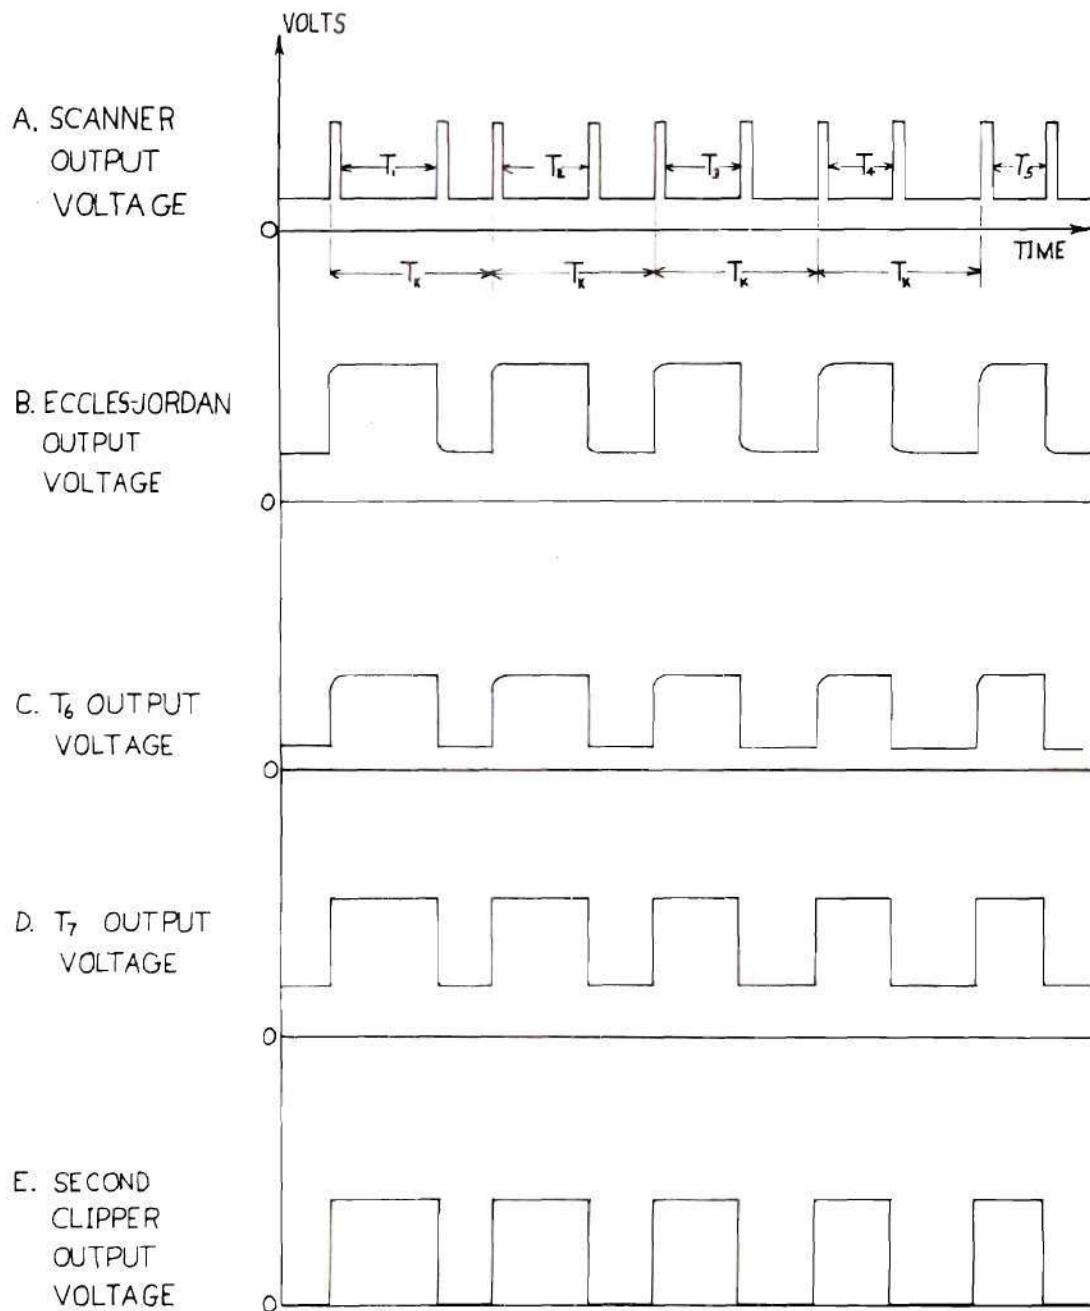 VOLTS
A. SCANNER
OUTPUT
VOLTAGE
T₁ T₂ T₃ T₄ T₅
O
TIME
Tₖ Tₖ Tₖ Tₖ
B. ECCLES-JORDAN
OUTPUT
VOLTAGE
O
C. T₆ OUTPUT
VOLTAGE
O
D. T₇ OUTPUT
VOLTAGE
O
E. SECOND
CLIPPER
OUTPUT
VOLTAGE
O